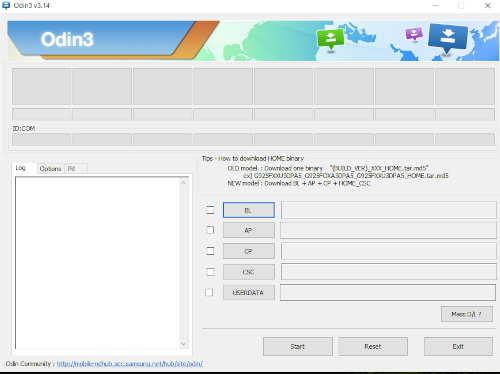 Odin3 v3.14
Odin3
ID:COM
Log
Options
Pit
Tips - How to download HOME binary
OLD model : Download one binary "(BUILD_VER)_XXX_HOME.tar.md5"
ex) G925FXXU3DPA5_G925FOXA3DPA5_G925FXXU3DPA5_HOME.tar.md5
NEW model : Download BL + AP + CP + HOME_CSC
BL
AP
CP
CSC
USERDATA
Mass D/L ?
Start
Reset
Exit
Odin Community : http://mobilerndhub.sec.samsung.net/hub/site/odin/